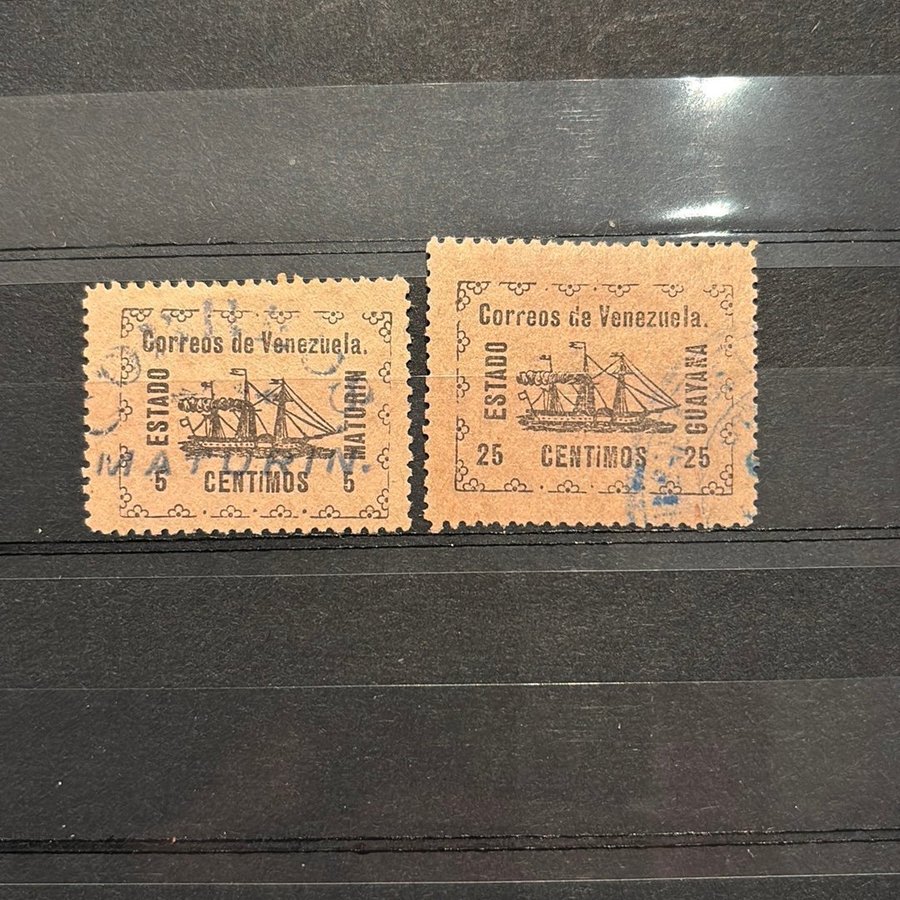 Correos de Venezuela.
ESTADO
MATURIN
MATURIN.
5 CENTIMOS 5
Correos de Venezuela.
ESTADO
GUAYANA
25 CENTIMOS 25